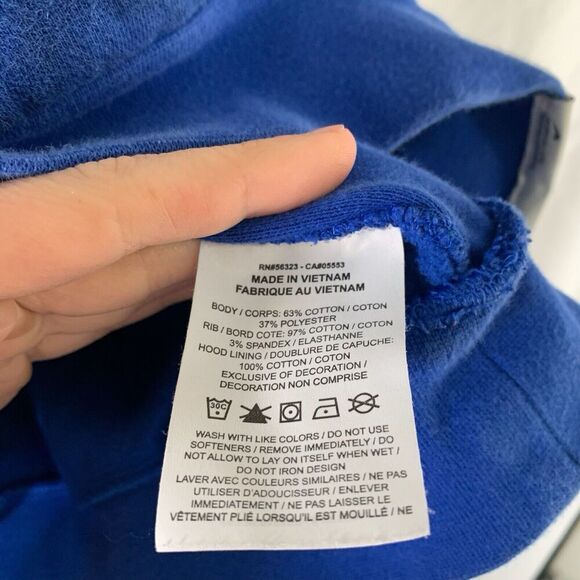 RN#56323 - CA#05553
MADE IN VIETNAM
FABRIQUE AU VIETNAM
BODY / CORPS: 63% COTTON / COTON
37% POLYESTER
RIB / BORD COTE: 97% COTTON / COTON
3% SPANDEX / ELASTHANNE
HOOD LINING / DOUBLURE DE CAPUCHE:
100% COTTON / COTON
EXCLUSIVE OF DECORATION /
DECORATION NON COMPRISE
30C
WASH WITH LIKE COLORS / DO NOT USE
SOFTENERS / REMOVE IMMEDIATELY / DO
NOT ALLOW TO LAY ON ITSELF WHEN WET /
DO NOT IRON DESIGN
LAVER AVEC COULEURS SIMILAIRES / NE PAS
UTILISER D'ADOUCISSEUR / ENLEVER
IMMEDIATEMENT / NE PAS LAISSER LE
VÊTEMENT PLIÉ LORSQU'IL EST MOUILLÉ / NE